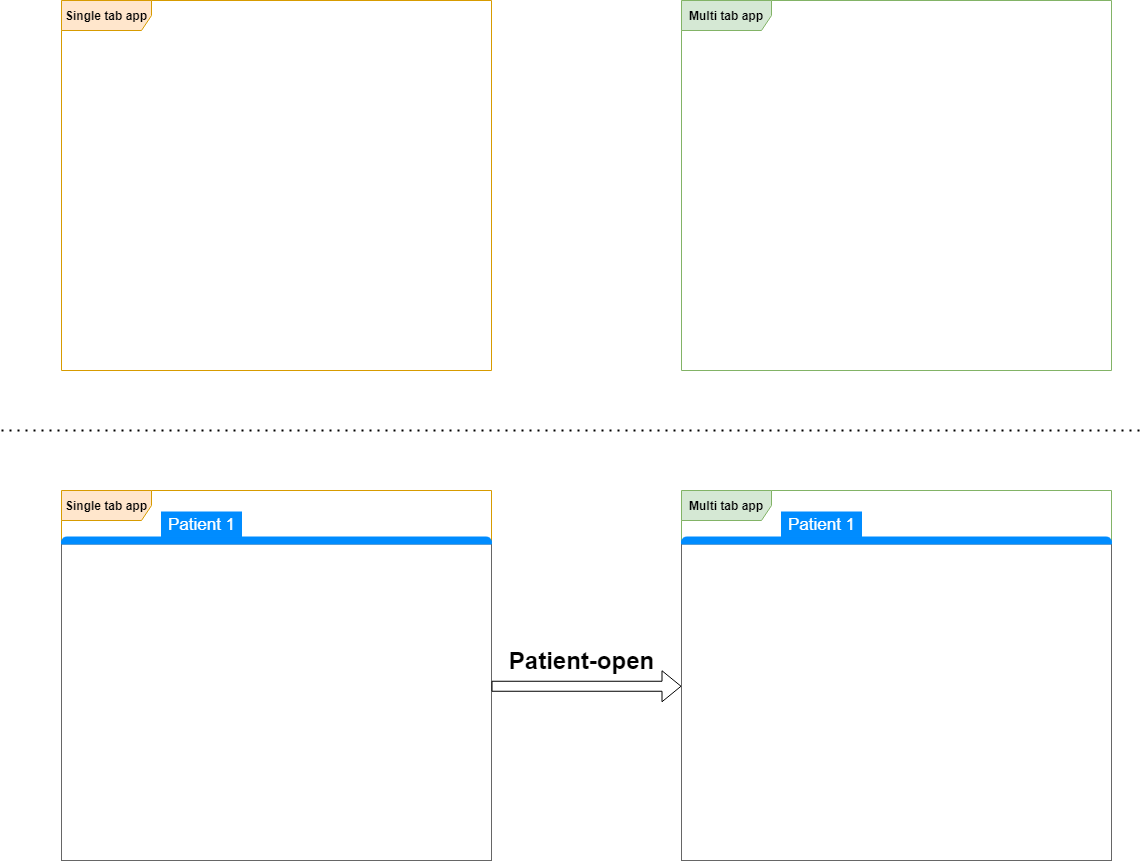 Single tab app
Multi tab app
Single tab app
Multi tab app
Patient 1
Patient 1
Patient-open